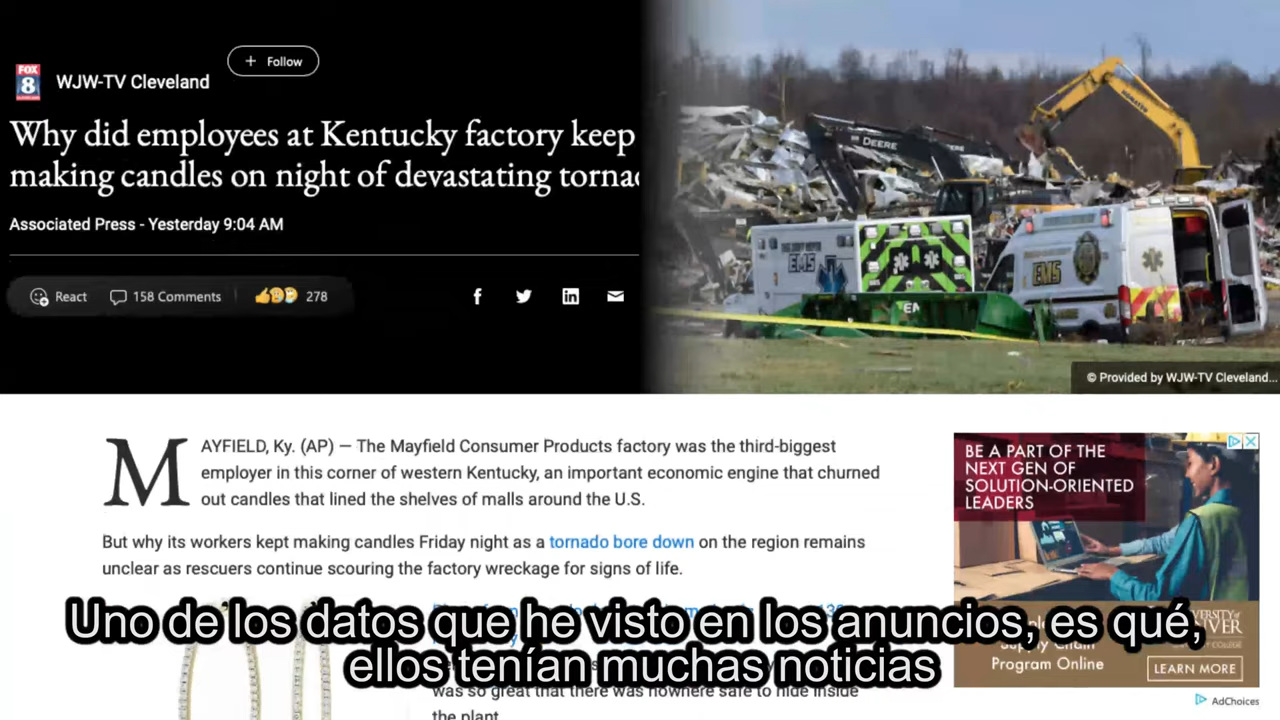 + Follow
FOX
8
WJW-TV Cleveland
Why did employees at Kentucky factory keep
making candles on night of devastating
Associated Press - Yesterday 9:04 AM
React
158 Comments
278
DEERE
KOMATSU
EMS
EMS
© Provided by WJW-TV Cleveland...
MAYFIELD, Ky. (AP) — The Mayfield Consumer Products factory was the third-biggest
employer in this corner of western Kentucky, an important economic engine that churned
out candles that lined the shelves of malls around the U.S.
But why its workers kept making candles Friday night as a tornado bore down on the region remains
unclear as rescuers continue scouring the factory wreckage for signs of life.
BE A PART OF THE
NEXT GEN OF
SOLUTION-ORIENTED
LEADERS
Program Online
LEARN MORE
AdChoices
Uno de los datos que he visto en los anuncios, es qué,
ellos tenían muchas noticias
was so great that there was nowhere safe to hide inside
the plant.